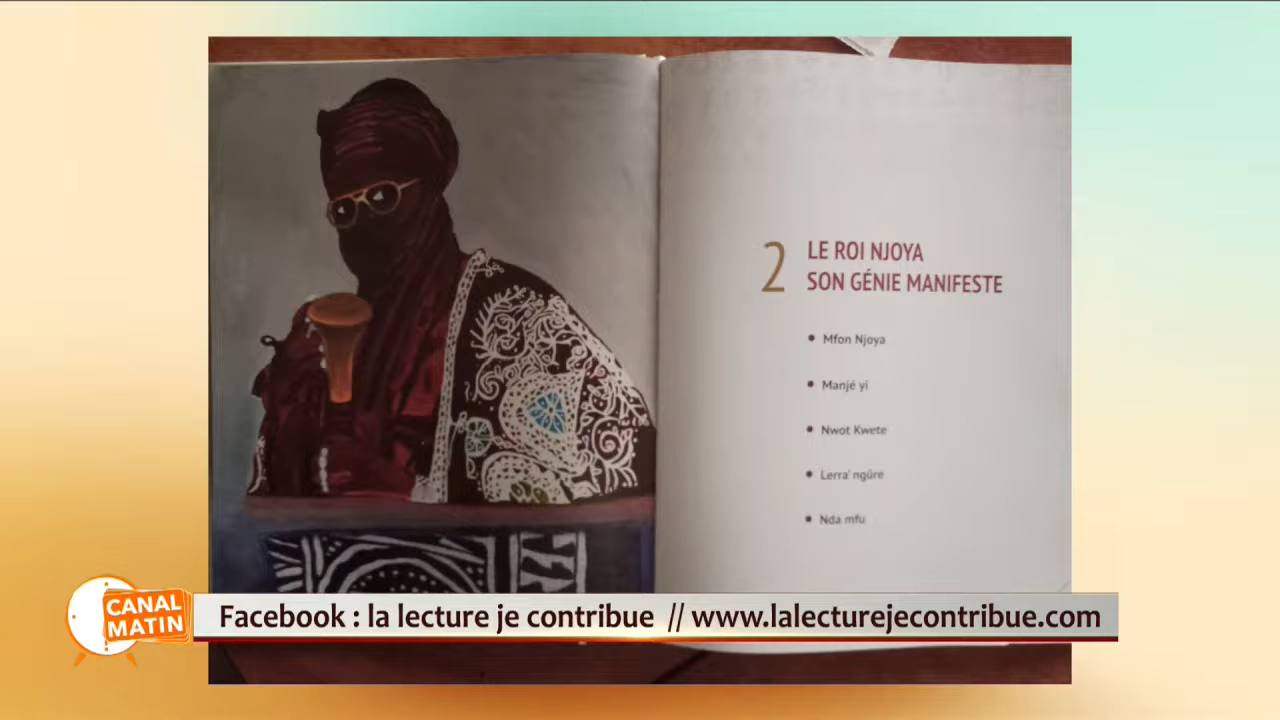 2
LE ROI NJOYA
SON GÉNIE MANIFESTE
• Mfon Njoya
• Manjé yi
• Nwot Kwete
• Lerra' ngûre
• Nda mfu
CANAL
MATIN
Facebook : la lecture je contribue // www.lalecturejecontribue.com